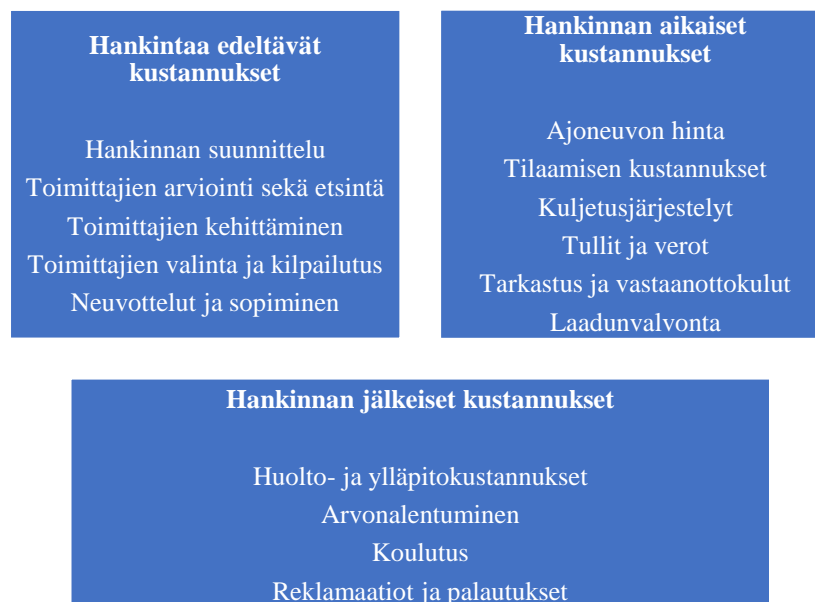 Hankintaa edeltävät
kustannukset
Hankinnan suunnittelu
Toimittajien arviointi sekä etsintä
Toimittajien kehittäminen
Toimittajien valinta ja kilpailutus
Neuvottelut ja sopiminen
Hankinnan aikaiset
kustannukset
Ajoneuvon hinta
Tilaamisen kustannukset
Kuljetusjärjestelyt
Tullit ja verot
Tarkastus ja vastaanottokulut
Laadunvalvonta
Hankinnan jälkeiset kustannukset
Huolto- ja ylläpitokustannukset
Arvonalentuminen
Koulutus
Reklamaatiot ja palautukset